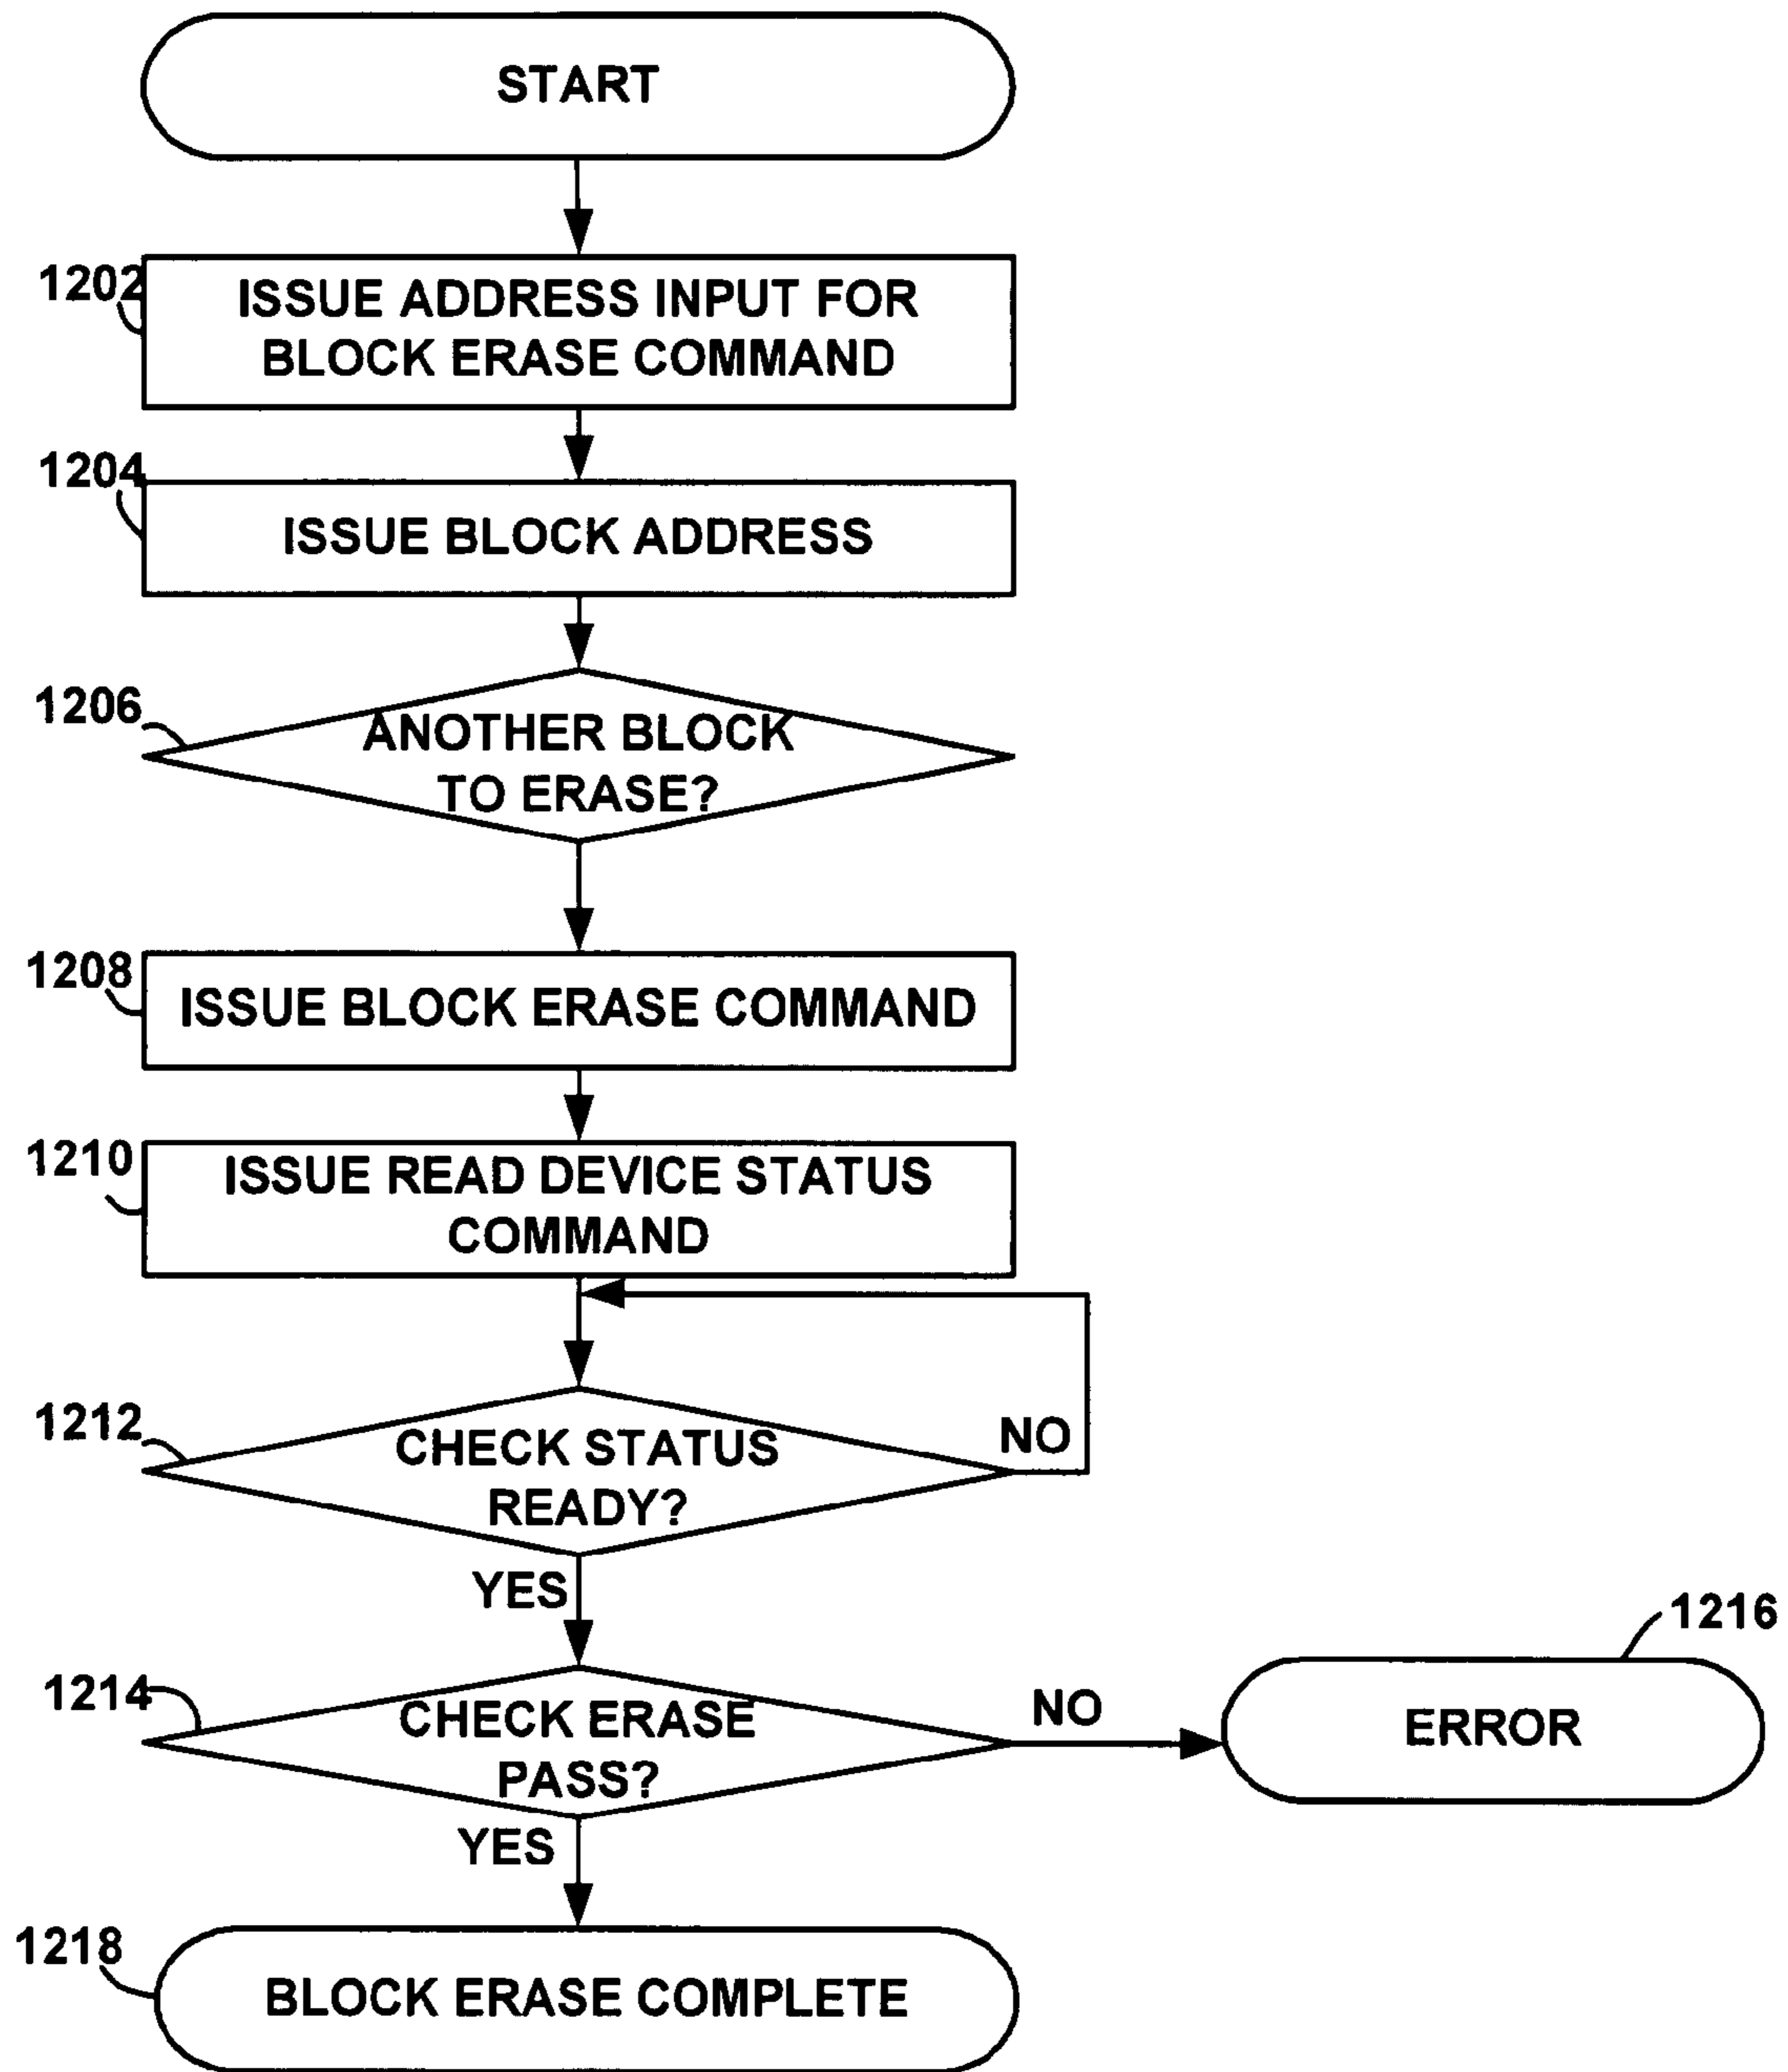 START
1202
ISSUE ADDRESS INPUT FOR
BLOCK ERASE COMMAND
1204
ISSUE BLOCK ADDRESS
1206
ANOTHER BLOCK
TO ERASE?
1208
ISSUE BLOCK ERASE COMMAND
1210
ISSUE READ DEVICE STATUS
COMMAND
1212
CHECK STATUS
READY?
NO
YES
1214
CHECK ERASE
PASS?
NO
1216
ERROR
YES
1218
BLOCK ERASE COMPLETE